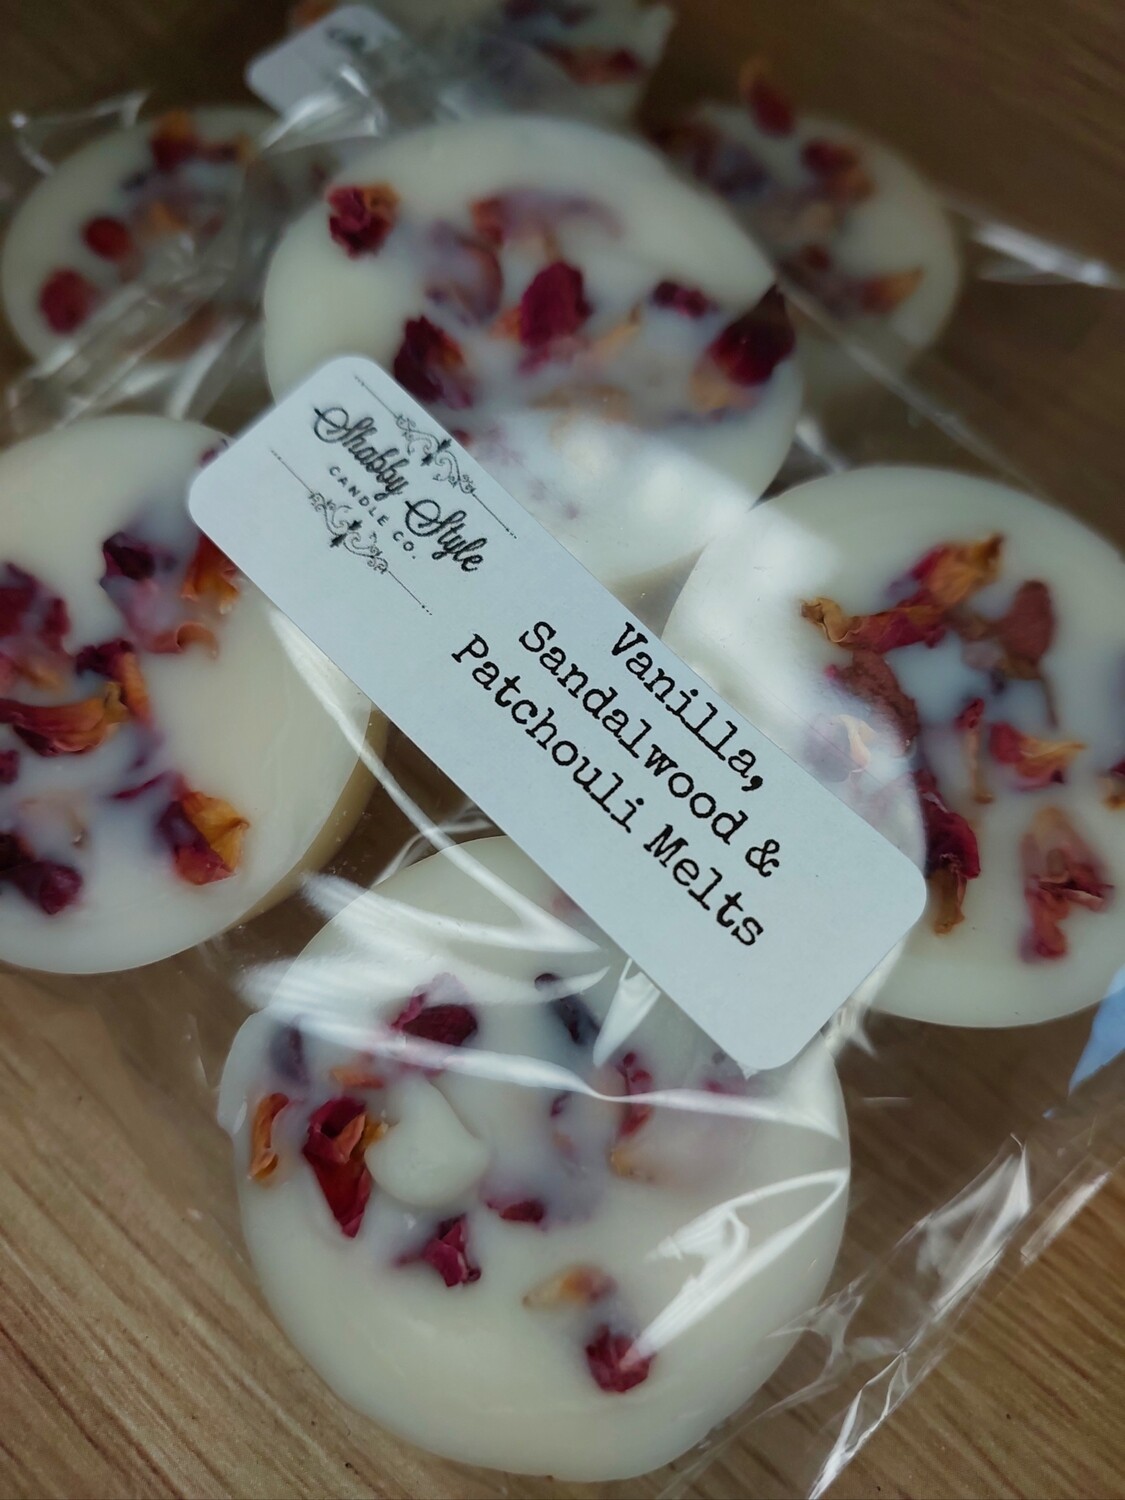 Shabby Style
CANDLE CO.
Vanilla,
Sandalwood &
Patchouli Melts